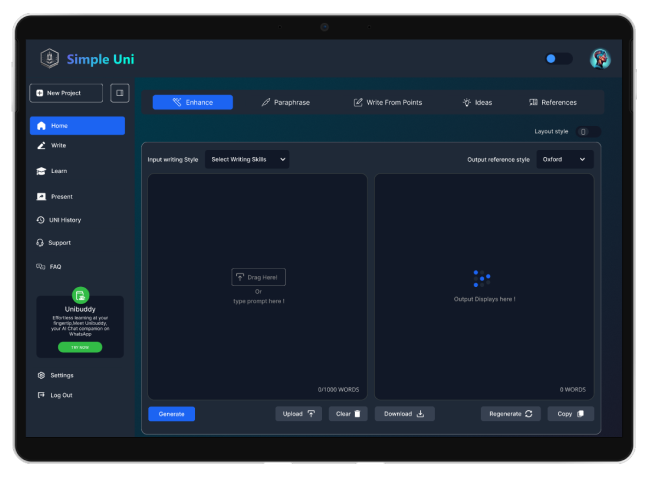 Simple Uni
New Project
Enhance
Paraphrase
Write From Points
Ideas
References
Home
Write
Learn
Present
UNI History
Support
FAQ
Layout style
Input writing Style
Select Writing Skills
Output reference style
Oxford
Drag Here!
Or
type prompt here !
0/1000 WORDS
Output Displays here !
0 WORDS
Unibuddy
Effortless learning at your
fingertip.Meet Unibuddy,
your AI Chat companion on
WhatsApp
TRY NOW
Settings
Log Out
Generate
Upload
Clear
Download
Regenerate
Copy